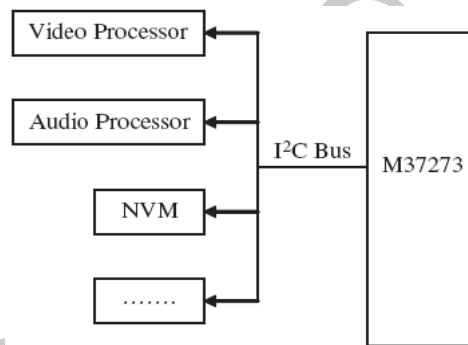 Video Processor
Audio Processor
I²C Bus
M37273
NVM
.......